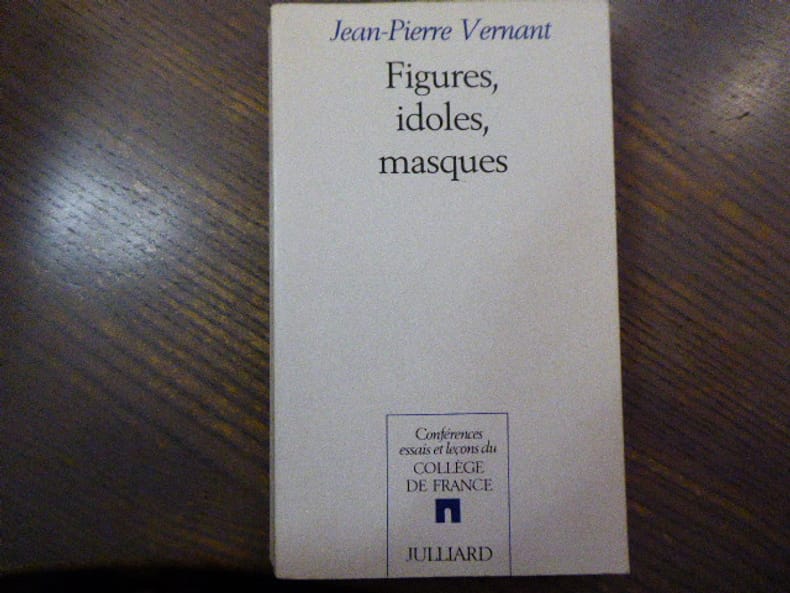 Jean-Pierre Vernant
Figures,
idoles,
masques
Conférences
essais et leçons du
COLLÈGE
DE FRANCE
JULLIARD